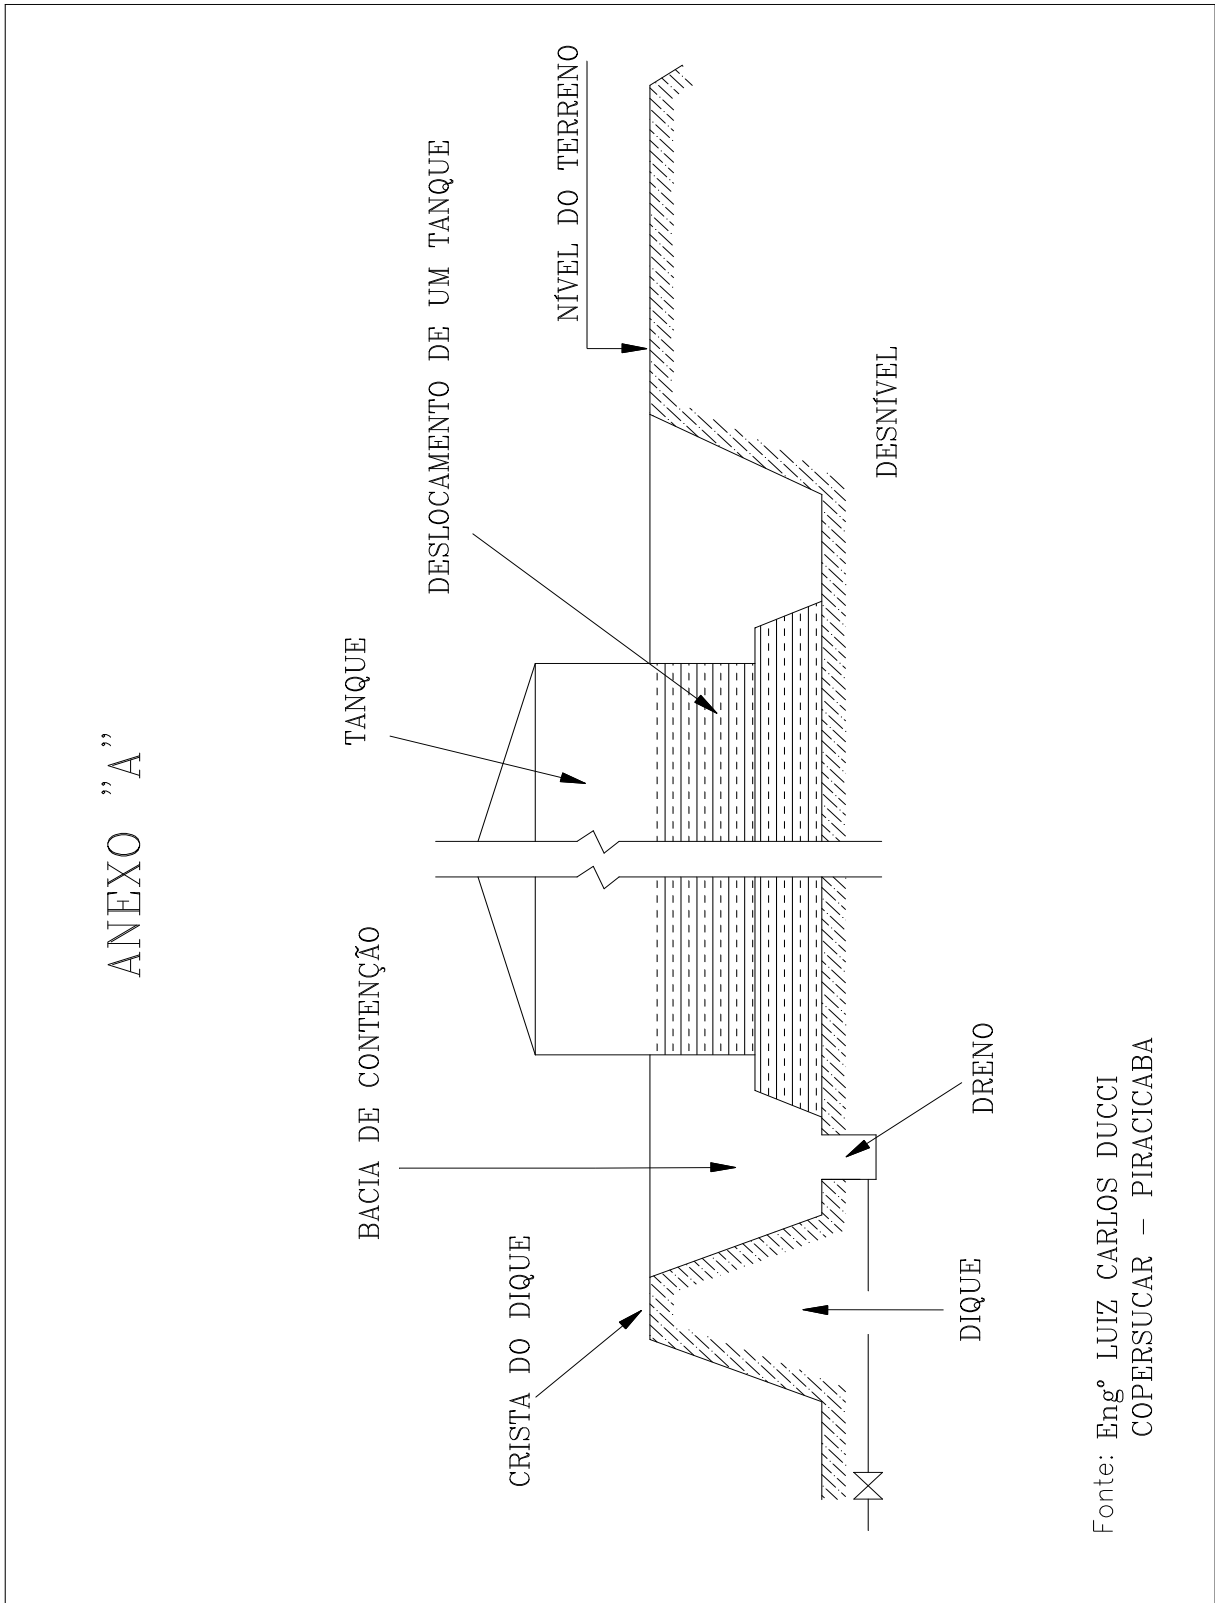 ANEXO "A"
TANQUE
BACIA DE CONTENÇÃO
DESLOCAMENTO DE UM TANQUE
CRISTA DO DIQUE
NÍVEL DO TERRENO
DESNÍVEL
DIQUE
DRENO
Fonte: Engº LUIZ CARLOS DUCCI
COPERSUCAR – PIRACICABA